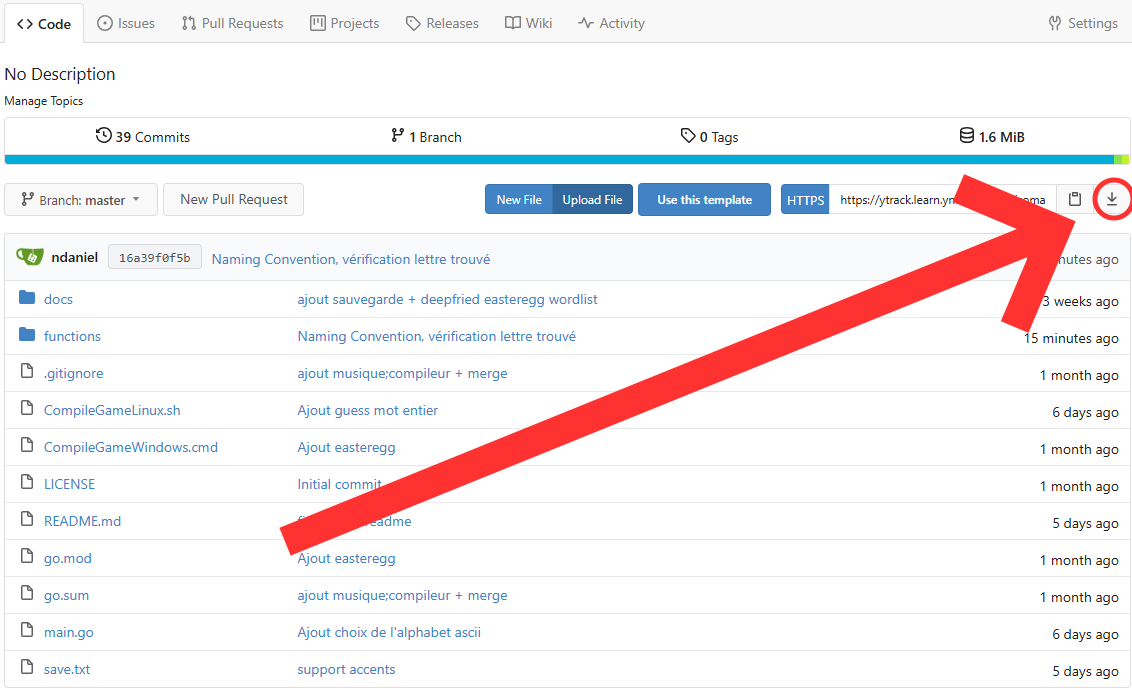 Code Issues Pull Requests Projects Releases Wiki Activity Settings
No Description
Manage Topics
39 Commits 1 Branch 0 Tags 1.6 MiB
Branch: master New Pull Request New File Upload File Use this template HTTPS https://ytrack.learn.yn
ndaniel 16a39f0f5b Naming Convention, vérification lettre trouvé ago
docs ajout sauvegarde + deepfried easteregg wordlist 3 weeks ago
functions Naming Convention, vérification lettre trouvé 15 minutes ago
.gitignore ajout musique;compileur + merge 1 month ago
CompileGameLinux.sh Ajout guess mot entier 6 days ago
CompileGameWindows.cmd Ajout easteregg 1 month ago
LICENSE Initial commit 1 month ago
README.md 5 days ago
go.mod Ajout easteregg 1 month ago
go.sum ajout musique;compileur + merge 1 month ago
main.go Ajout choix de l'alphabet ascii 6 days ago
save.txt support accents 5 days ago